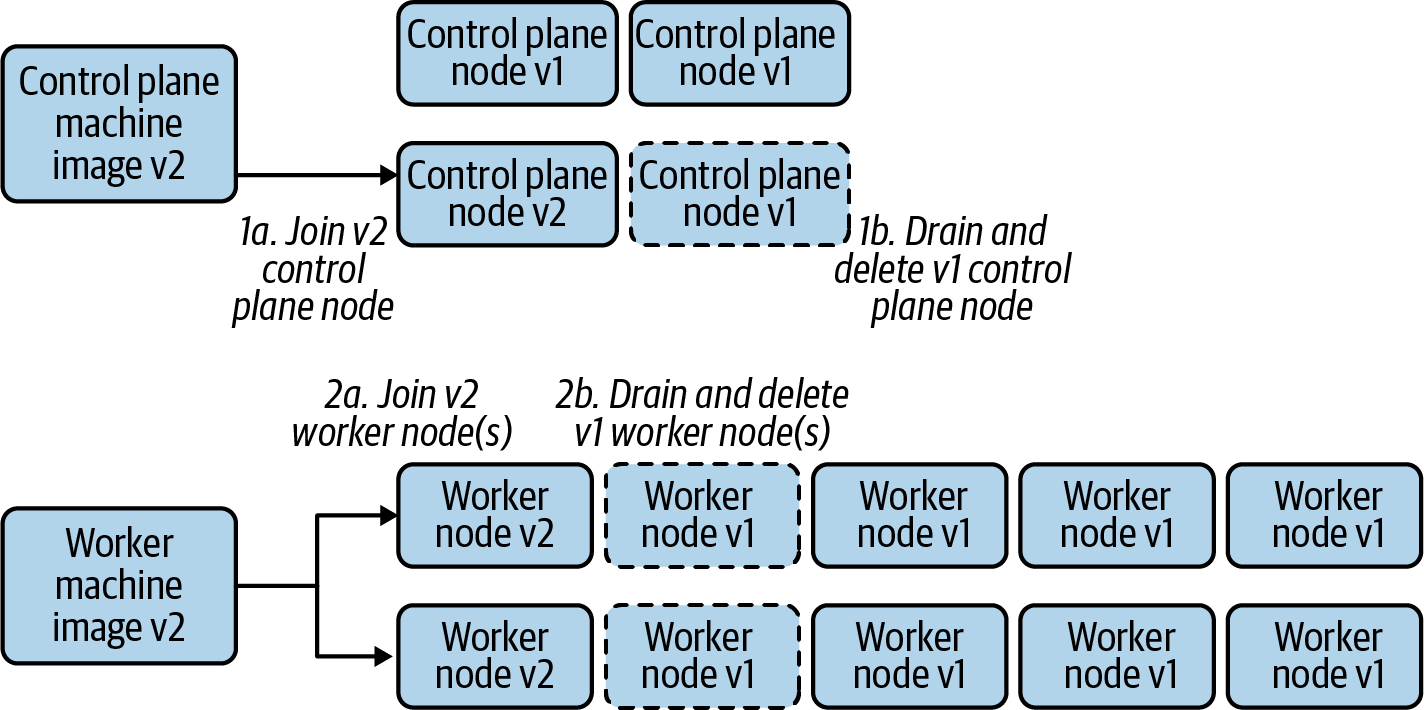 Control plane
machine
image v2
Control plane
node v1
Control plane
node v1
Control plane
node v2
Control plane
node v1
1a. Join v2
control
plane node
1b. Drain and
delete v1 control
plane node
2a. Join v2
worker node(s)
2b. Drain and delete
v1 worker node(s)
Worker
machine
image v2
Worker
node v2
Worker
node v1
Worker
node v1
Worker
node v1
Worker
node v1
Worker
node v2
Worker
node v1
Worker
node v1
Worker
node v1
Worker
node v1